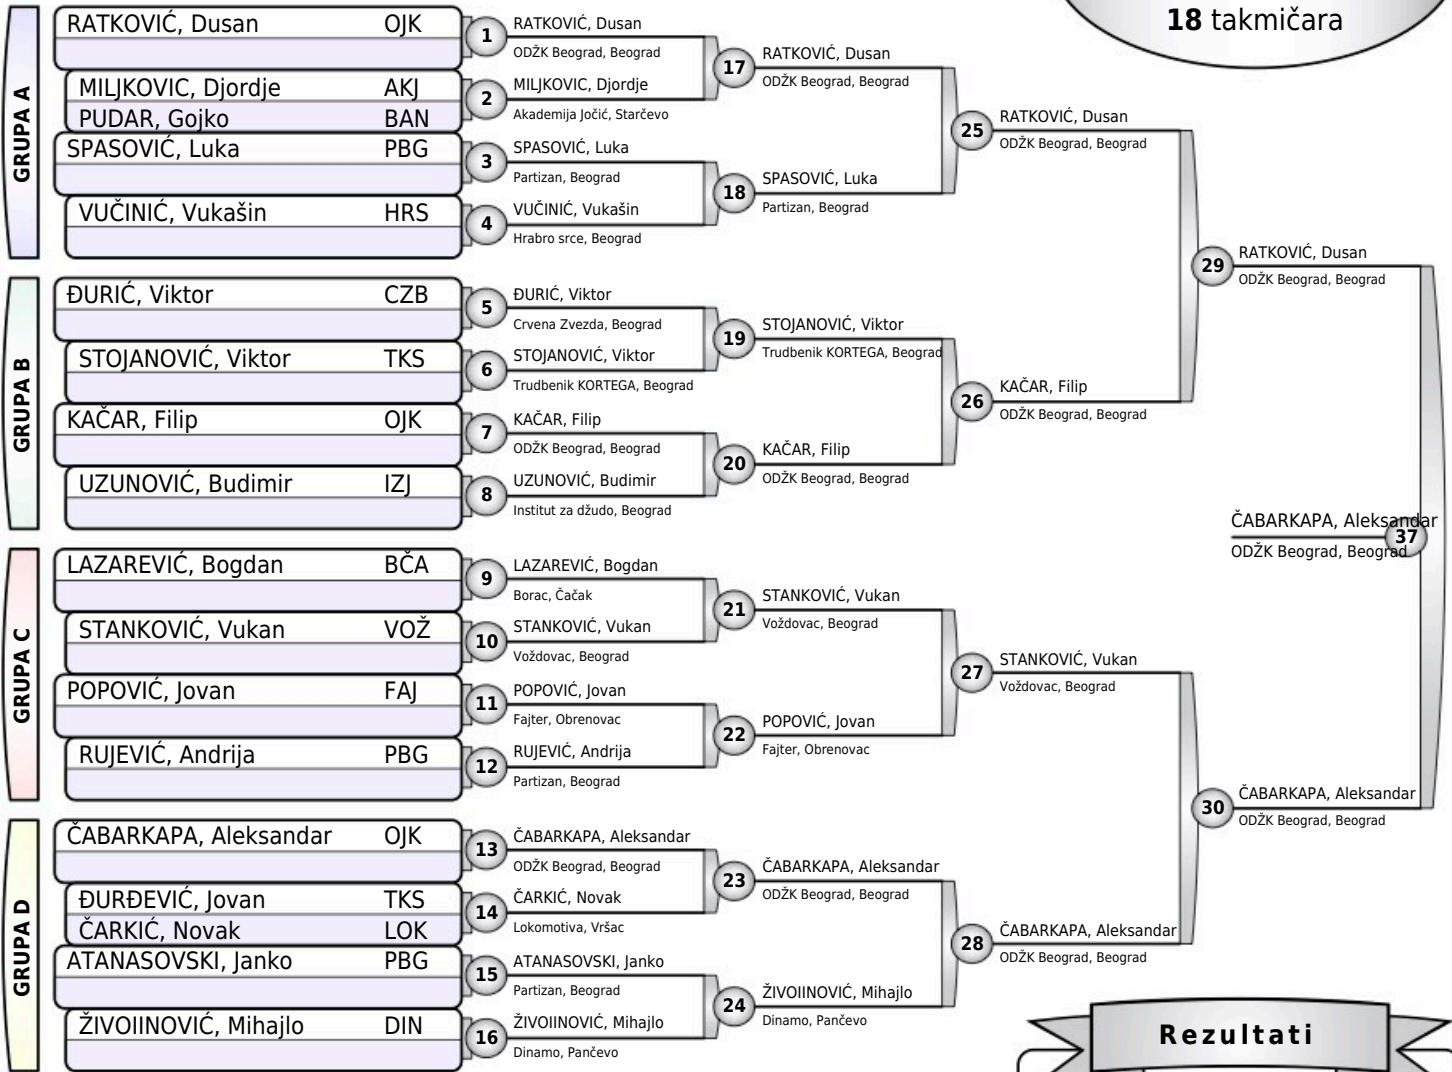 18 takmičara
GRUPA A
RATKOVIĆ, Dusan OJK
MILJKOVIC, Djordje AKJ
PUDAR, Gojko BAN
SPASOVIĆ, Luka PBG
VUČINIĆ, Vukašin HRS
1
RATKOVIĆ, Dusan
ODŽK Beograd, Beograd
2
MILJKOVIC, Djordje
Akademija Jočić, Starčevo
3
SPASOVIĆ, Luka
Partizan, Beograd
4
VUČINIĆ, Vukašin
Hrabro srce, Beograd
17
RATKOVIĆ, Dusan
ODŽK Beograd, Beograd
18
SPASOVIĆ, Luka
Partizan, Beograd
25
RATKOVIĆ, Dusan
ODŽK Beograd, Beograd
GRUPA B
ĐURIĆ, Viktor CZB
STOJANOVIĆ, Viktor TKS
KAČAR, Filip OJK
UZUNOVIĆ, Budimir IZJ
5
ĐURIĆ, Viktor
Crvena Zvezda, Beograd
6
STOJANOVIĆ, Viktor
Trudbenik KORTEGA, Beograd
7
KAČAR, Filip
ODŽK Beograd, Beograd
8
UZUNOVIĆ, Budimir
Institut za džudo, Beograd
19
STOJANOVIĆ, Viktor
Trudbenik KORTEGA, Beograd
20
KAČAR, Filip
ODŽK Beograd, Beograd
26
KAČAR, Filip
ODŽK Beograd, Beograd
29
RATKOVIĆ, Dusan
ODŽK Beograd, Beograd
GRUPA C
LAZAREVIĆ, Bogdan BČA
STANKOVIĆ, Vukan VOŽ
POPOVIĆ, Jovan FAJ
RUJEVIĆ, Andrija PBG
9
LAZAREVIĆ, Bogdan
Borac, Čačak
10
STANKOVIĆ, Vukan
Voždovac, Beograd
11
POPOVIĆ, Jovan
Fajter, Obrenovac
12
RUJEVIĆ, Andrija
Partizan, Beograd
21
STANKOVIĆ, Vukan
Voždovac, Beograd
22
POPOVIĆ, Jovan
Fajter, Obrenovac
27
STANKOVIĆ, Vukan
Voždovac, Beograd
GRUPA D
ČABARKAPA, Aleksandar OJK
ĐURĐEVIĆ, Jovan TKS
ČARKIĆ, Novak LOK
ATANASOVSKI, Janko PBG
ŽIVOIINOVIĆ, Mihajlo DIN
13
ČABARKAPA, Aleksandar
ODŽK Beograd, Beograd
14
ČARKIĆ, Novak
Lokomotiva, Vršac
15
ATANASOVSKI, Janko
Partizan, Beograd
16
ŽIVOIINOVIĆ, Mihajlo
Dinamo, Pančevo
23
ČABARKAPA, Aleksandar
ODŽK Beograd, Beograd
24
ŽIVOIINOVIĆ, Mihajlo
Dinamo, Pančevo
28
ČABARKAPA, Aleksandar
ODŽK Beograd, Beograd
30
ČABARKAPA, Aleksandar
ODŽK Beograd, Beograd
37
ČABARKAPA, Aleksandar
ODŽK Beograd, Beograd
Rezultati